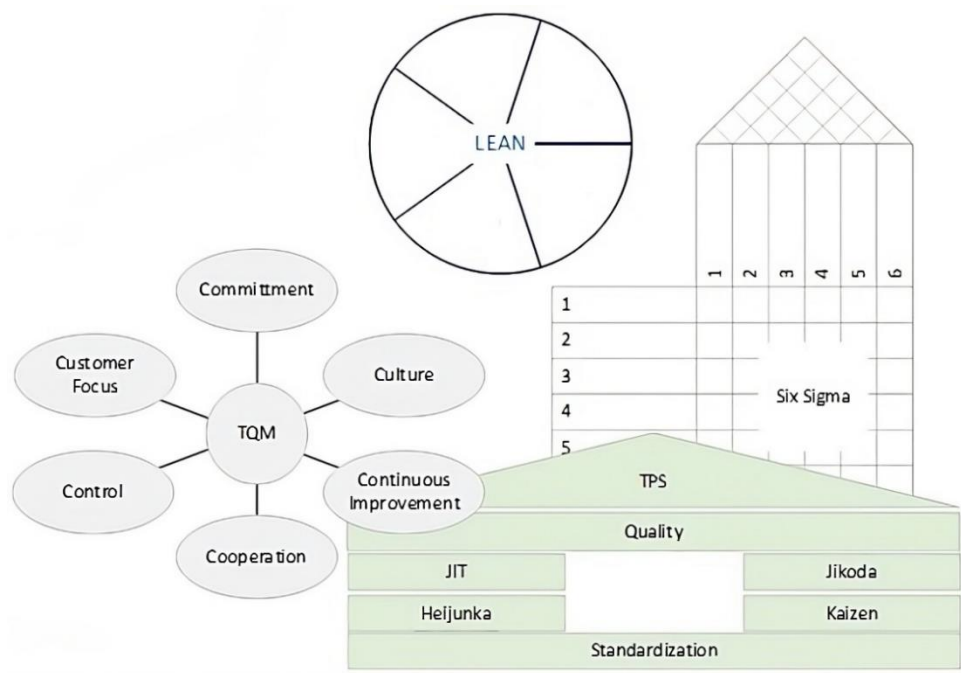 LEAN
1 2 3 4 5 6
1
2
3
4
5
Six Sigma
Committment
Customer
Focus
Culture
TQM
Control
Continuous
Improvement
Cooperation
TPS
Quality
JIT
Jikoda
Heijunka
Kaizen
Standardization